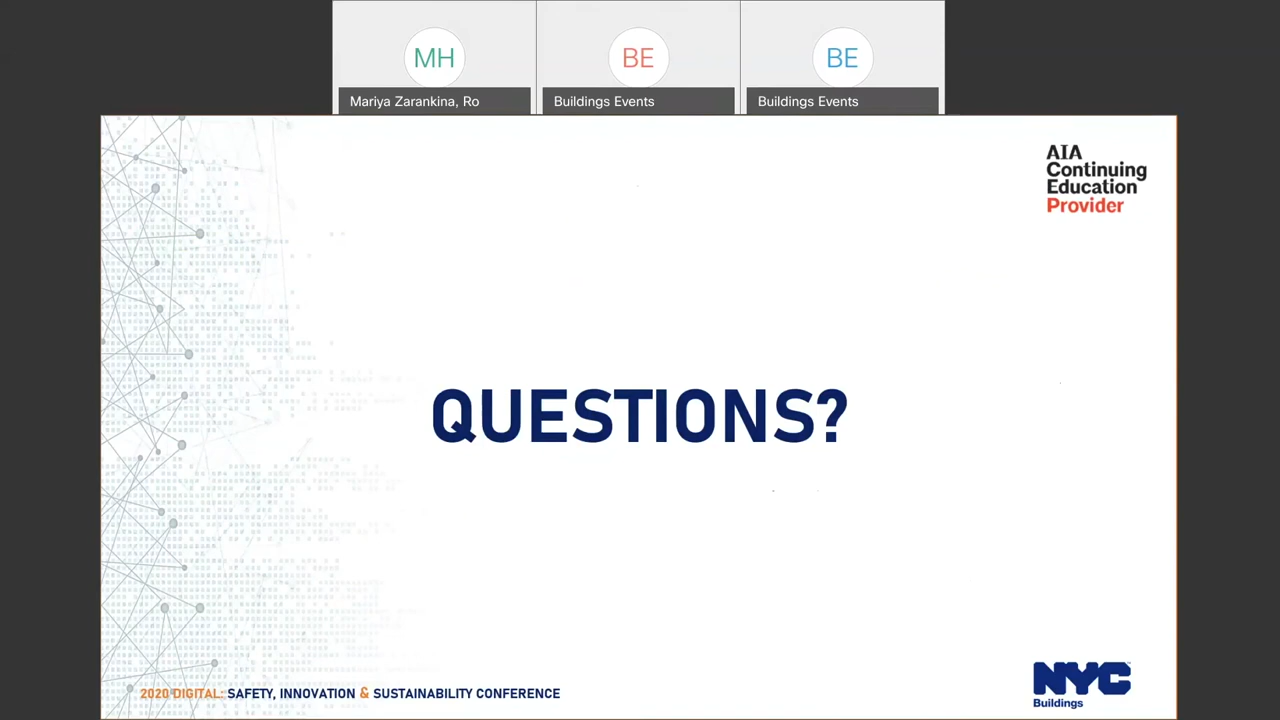 MH BE BE
Mariya Zarankina, Ro Buildings Events Buildings Events
AIA
Continuing
Education
Provider
QUESTIONS?
2020 DIGITAL: SAFETY, INNOVATION & SUSTAINABILITY CONFERENCE
NYC
Buildings